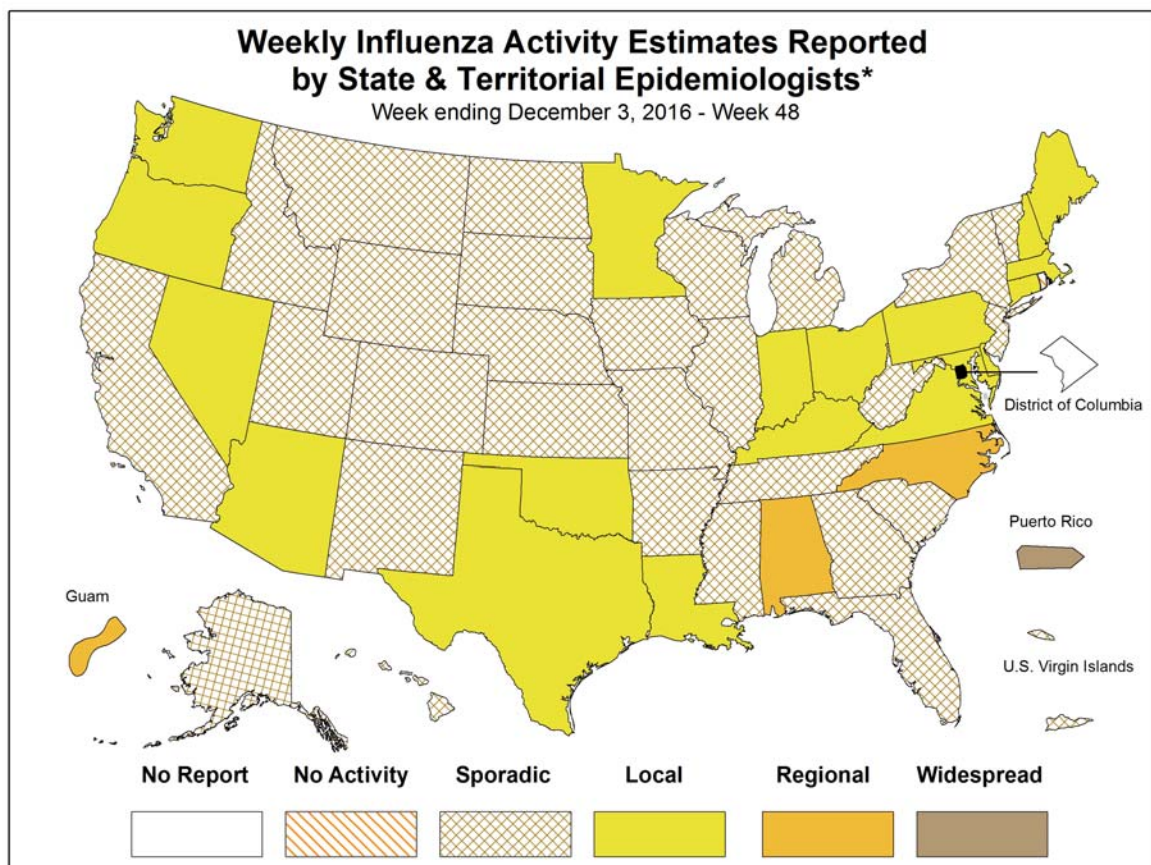 Weekly Influenza Activity Estimates Reported
by State & Territorial Epidemiologists*
Week ending December 3, 2016 - Week 48
District of Columbia
Puerto Rico
Guam
U.S. Virgin Islands
No Report
No Activity
Sporadic
Local
Regional
Widespread